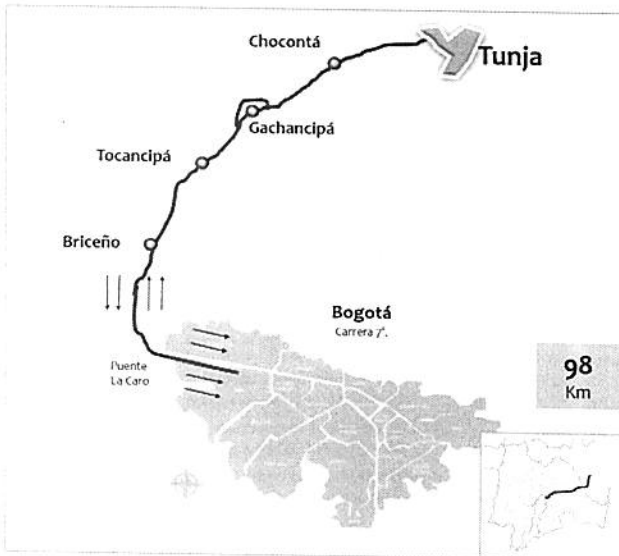 Chocontá
Tunja
Gachancipá
Tocancipá
Briceño
Bogotá
Carrera 7ª.
Puente
La Caro
98
Km